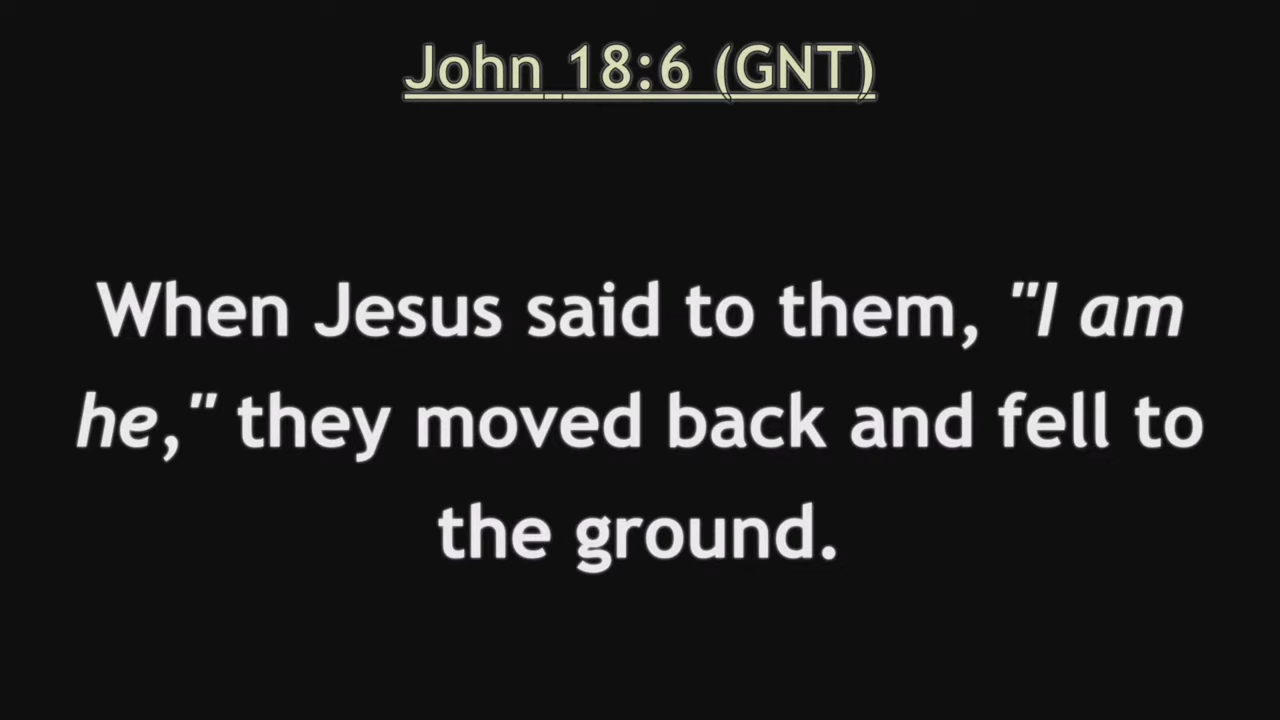 John 18:6 (GNT)
When Jesus said to them, "I am
he," they moved back and fell to
the ground.